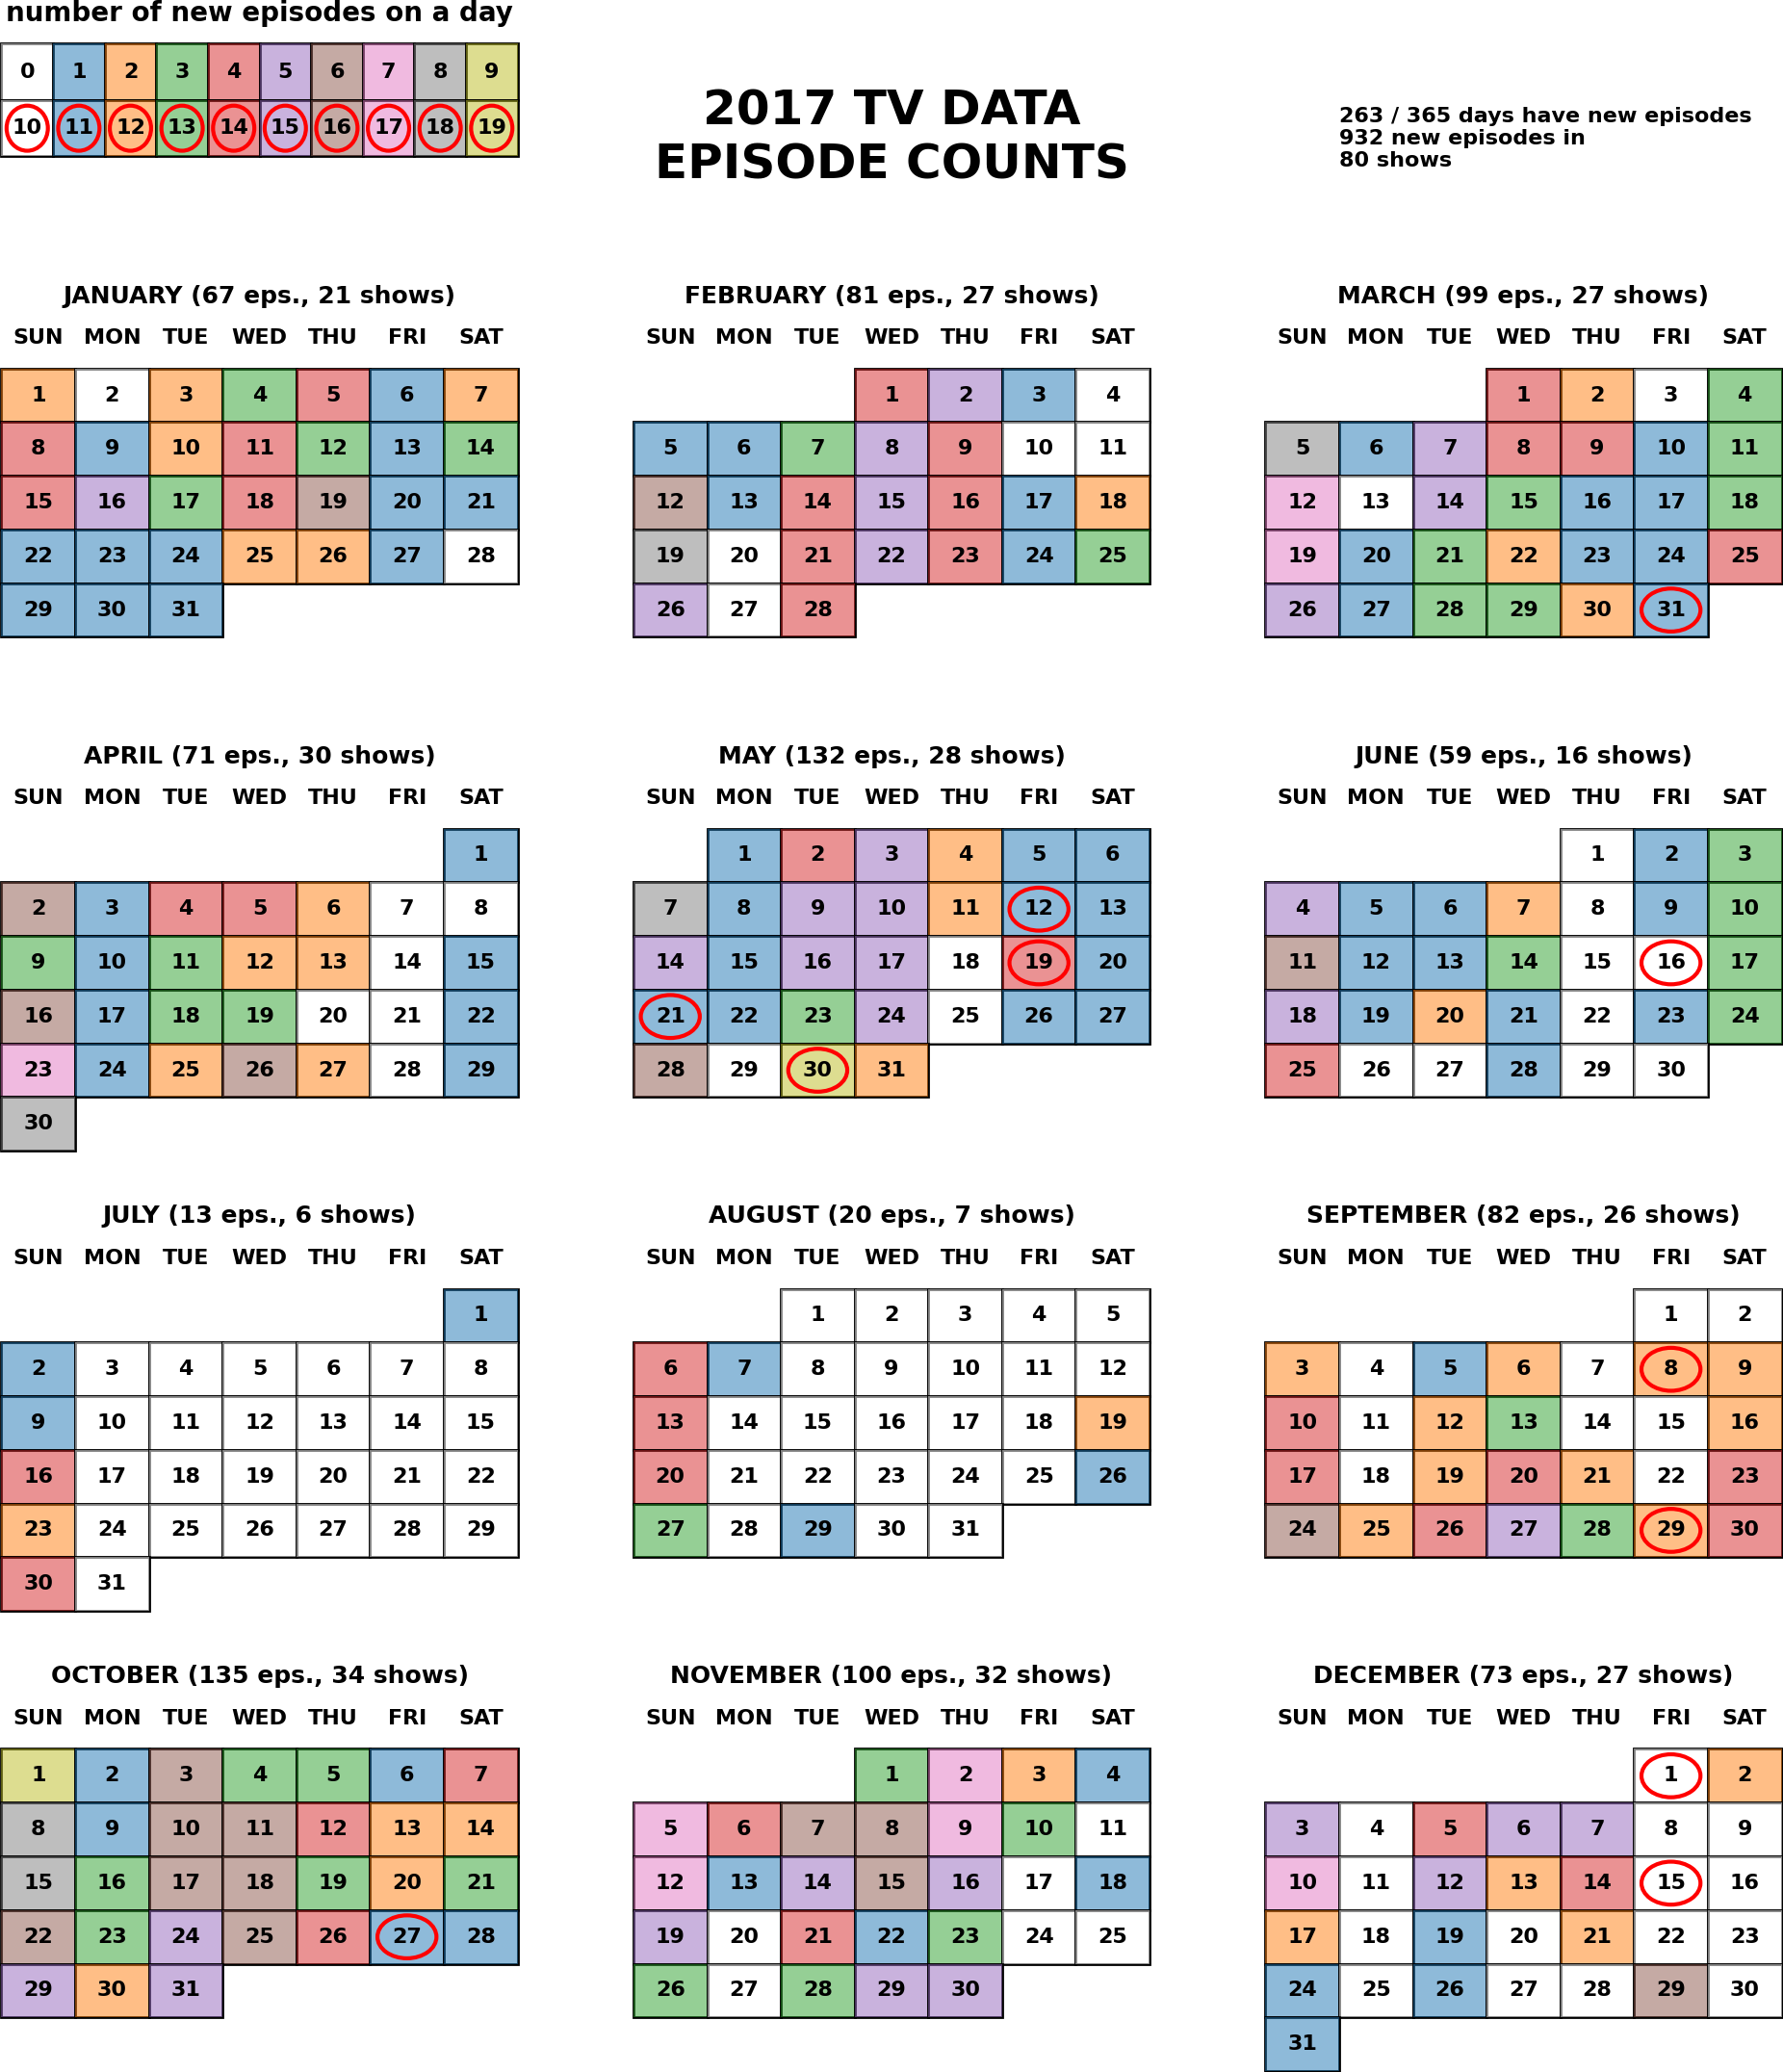 number of new episodes on a day
0 1 2 3 4 5 6 7 8 9
10 11 12 13 14 15 16 17 18 19
2017 TV DATA
EPISODE COUNTS
263 / 365 days have new episodes
932 new episodes in
80 shows
JANUARY (67 eps., 21 shows)
SUN MON TUE WED THU FRI SAT
1 2 3 4 5 6 7
8 9 10 11 12 13 14
15 16 17 18 19 20 21
22 23 24 25 26 27 28
29 30 31
FEBRUARY (81 eps., 27 shows)
SUN MON TUE WED THU FRI SAT
1 2 3 4
5 6 7 8 9 10 11
12 13 14 15 16 17 18
19 20 21 22 23 24 25
26 27 28
MARCH (99 eps., 27 shows)
SUN MON TUE WED THU FRI SAT
1 2 3 4
5 6 7 8 9 10 11
12 13 14 15 16 17 18
19 20 21 22 23 24 25
26 27 28 29 30 31
APRIL (71 eps., 30 shows)
SUN MON TUE WED THU FRI SAT
1
2 3 4 5 6 7 8
9 10 11 12 13 14 15
16 17 18 19 20 21 22
23 24 25 26 27 28 29
30
MAY (132 eps., 28 shows)
SUN MON TUE WED THU FRI SAT
1 2 3 4 5 6
7 8 9 10 11 12 13
14 15 16 17 18 19 20
21 22 23 24 25 26 27
28 29 30 31
JUNE (59 eps., 16 shows)
SUN MON TUE WED THU FRI SAT
1 2 3
4 5 6 7 8 9 10
11 12 13 14 15 16 17
18 19 20 21 22 23 24
25 26 27 28 29 30
JULY (13 eps., 6 shows)
SUN MON TUE WED THU FRI SAT
1
2 3 4 5 6 7 8
9 10 11 12 13 14 15
16 17 18 19 20 21 22
23 24 25 26 27 28 29
30 31
AUGUST (20 eps., 7 shows)
SUN MON TUE WED THU FRI SAT
1 2 3 4 5
6 7 8 9 10 11 12
13 14 15 16 17 18 19
20 21 22 23 24 25 26
27 28 29 30 31
SEPTEMBER (82 eps., 26 shows)
SUN MON TUE WED THU FRI SAT
1 2
3 4 5 6 7 8 9
10 11 12 13 14 15 16
17 18 19 20 21 22 23
24 25 26 27 28 29 30
OCTOBER (135 eps., 34 shows)
SUN MON TUE WED THU FRI SAT
1 2 3 4 5 6 7
8 9 10 11 12 13 14
15 16 17 18 19 20 21
22 23 24 25 26 27 28
29 30 31
NOVEMBER (100 eps., 32 shows)
SUN MON TUE WED THU FRI SAT
1 2 3 4
5 6 7 8 9 10 11
12 13 14 15 16 17 18
19 20 21 22 23 24 25
26 27 28 29 30
DECEMBER (73 eps., 27 shows)
SUN MON TUE WED THU FRI SAT
1 2
3 4 5 6 7 8 9
10 11 12 13 14 15 16
17 18 19 20 21 22 23
24 25 26 27 28 29 30
31